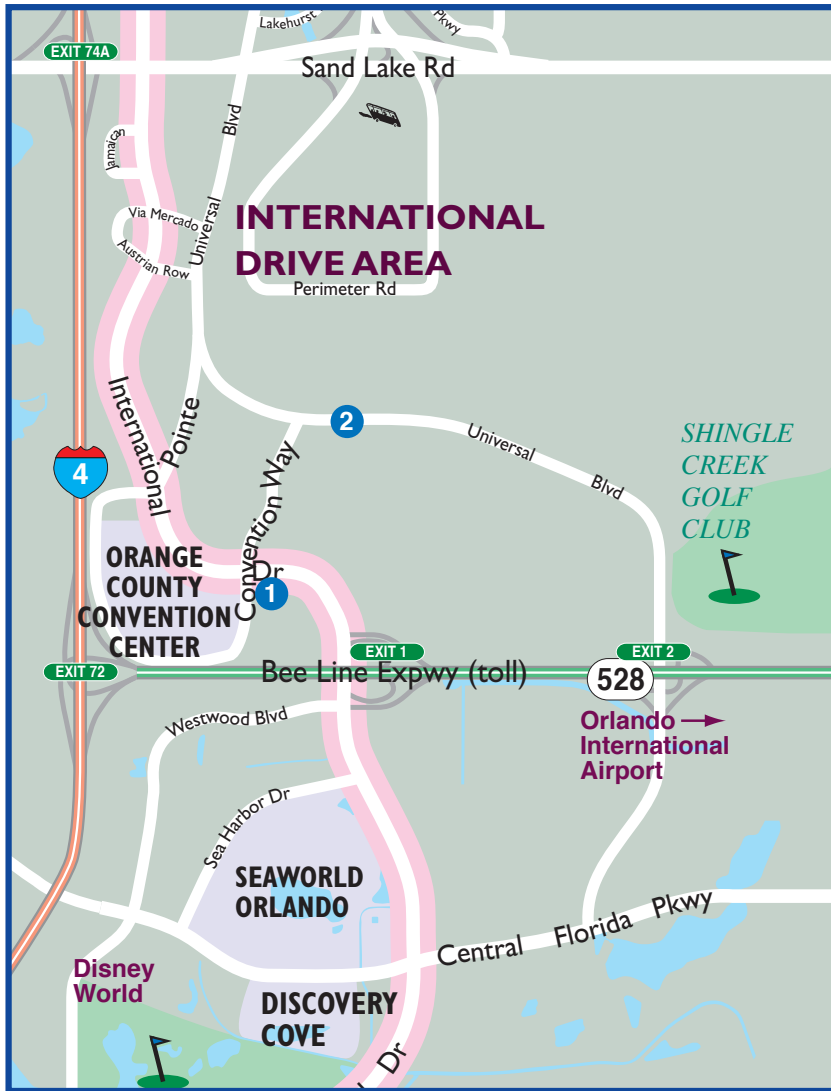 Lakehurst
Pkwy
EXIT 74A
Sand Lake Rd
Blvd
Jamaican
Via Mercado
Universal
INTERNATIONAL
DRIVE AREA
Austrian Row
Perimeter Rd
International
Pointe
2
Universal
Blvd
SHINGLE
CREEK
GOLF
CLUB
4
Convention Way
ORANGE
COUNTY
CONVENTION
CENTER
Dr
1
EXIT 1
EXIT 2
EXIT 72
Bee Line Expwy (toll)
528
Westwood Blvd
Orlando
International
Airport
Sea Harbor Dr
SEAWORLD
ORLANDO
Central Florida Pkwy
Disney
World
DISCOVERY
COVE
Dr